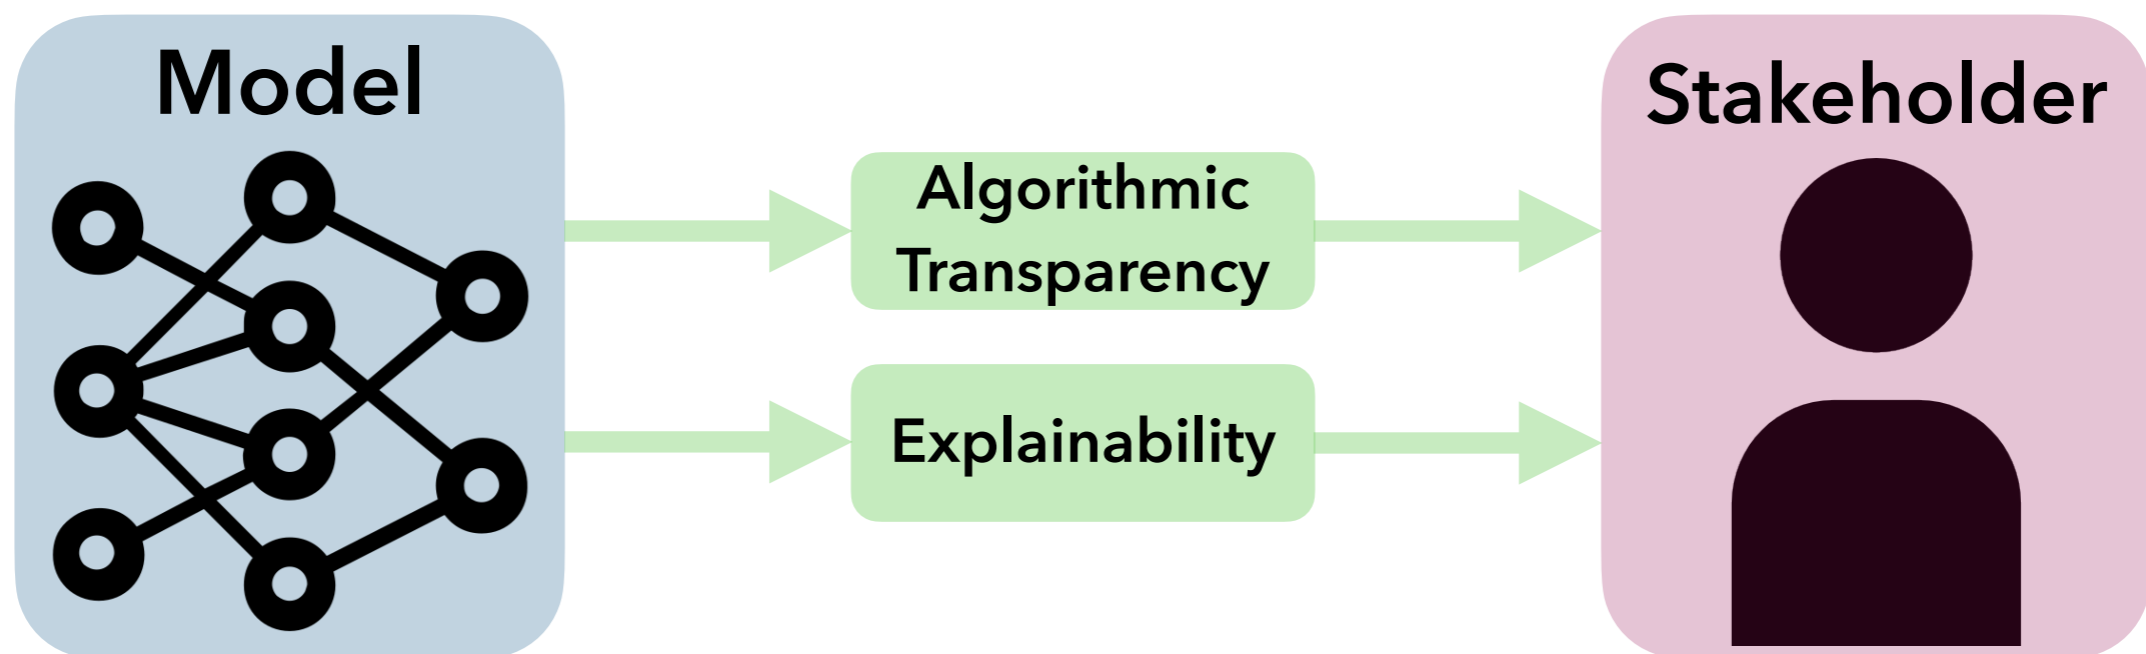 Model
Algorithmic
Transparency
Explainability
Stakeholder